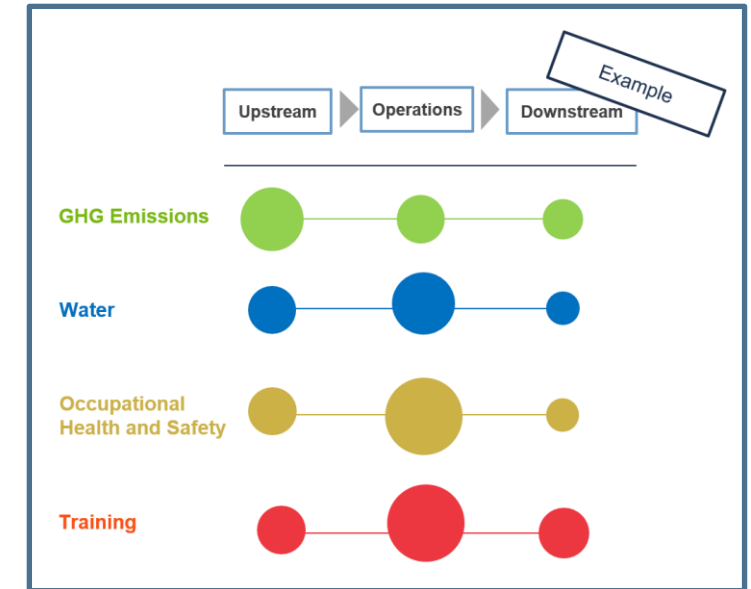 Example
Upstream
Operations
Downstream
GHG Emissions
Water
Occupational
Health and Safety
Training